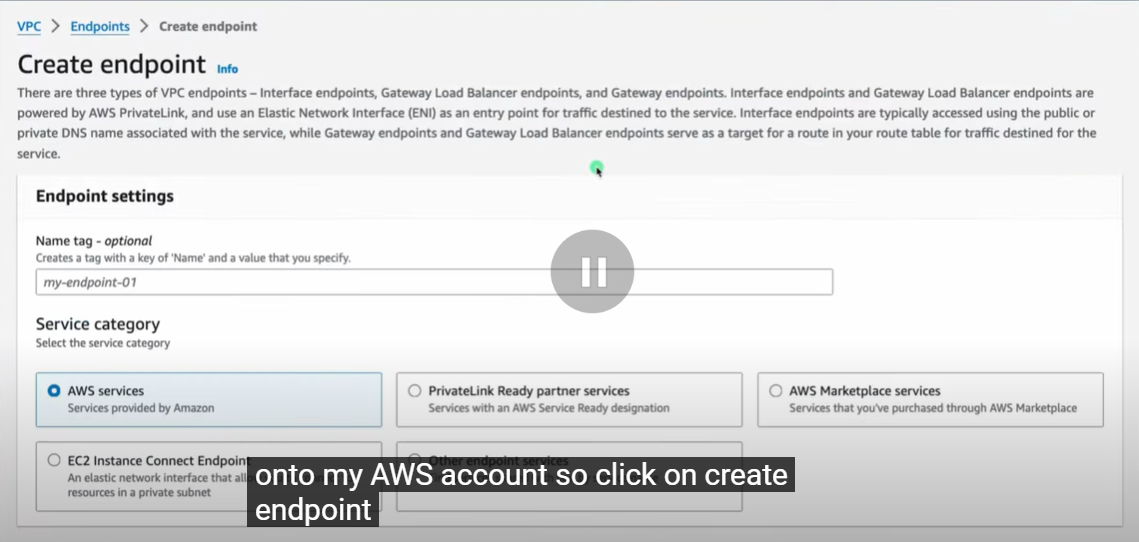 VPC > Endpoints > Create endpoint
Create endpoint Info
There are three types of VPC endpoints – Interface endpoints, Gateway Load Balancer endpoints, and Gateway endpoints. Interface endpoints and Gateway Load Balancer endpoints are
powered by AWS PrivateLink, and use an Elastic Network Interface (ENI) as an entry point for traffic destined to the service. Interface endpoints are typically accessed using the public or
private DNS name associated with the service, while Gateway endpoints and Gateway Load Balancer endpoints serve as a target for a route in your route table for traffic destined for the
service.
Endpoint settings
Name tag - optional
Creates a tag with a key of 'Name' and a value that you specify.
my-endpoint-01
Service category
Select the service category
AWS services
Services provided by Amazon
PrivateLink Ready partner services
Services with an AWS Service Ready designation
AWS Marketplace services
Services that you've purchased through AWS Marketplace
EC2 Instance Connect Endpoint
An elastic network interface that
resources in a private subnet
Other endpoint services
onto my AWS account so click on create
endpoint